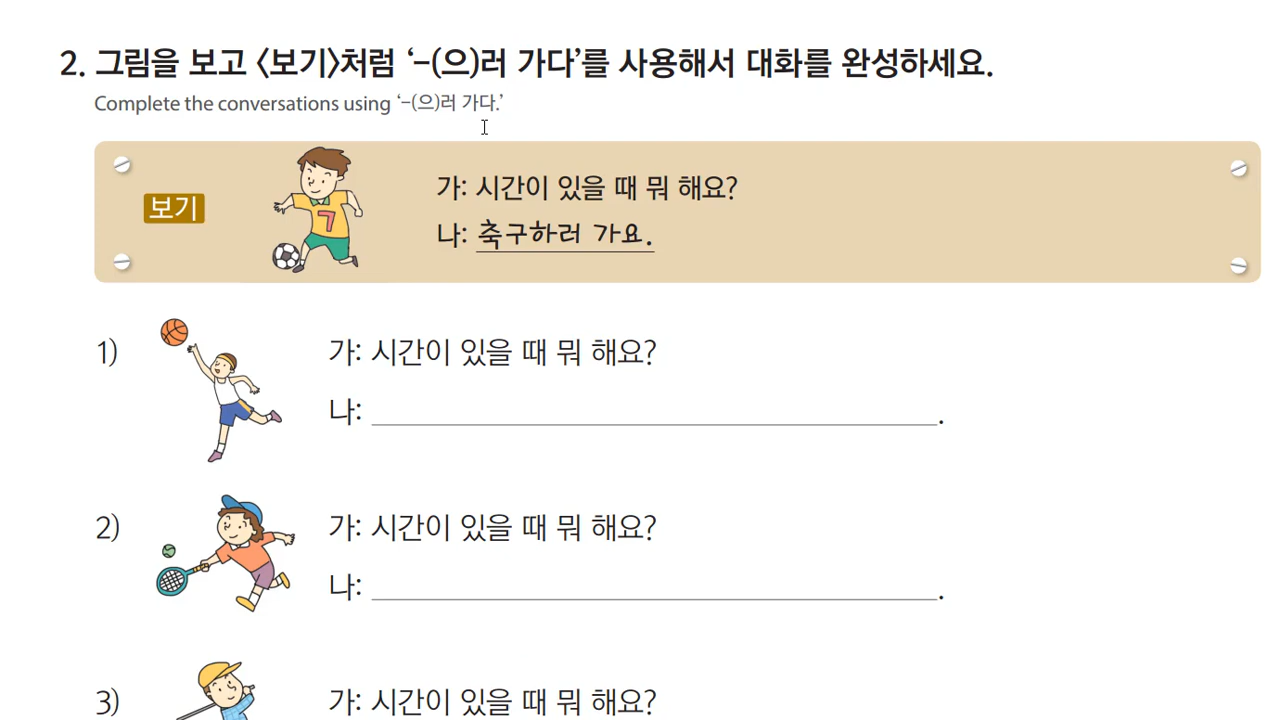 2. 그림을 보고 〈보기〉처럼 ‘-(으)러 가다’를 사용해서 대화를 완성하세요.
Complete the conversations using ‘-(으)러 가다.’
보기
7
가: 시간이 있을 때 뭐 해요?
나: 축구하러 가요.
1)
가: 시간이 있을 때 뭐 해요?
나: ____________________.
2)
가: 시간이 있을 때 뭐 해요?
나: ____________________.
3)
가: 시간이 있을 때 뭐 해요?